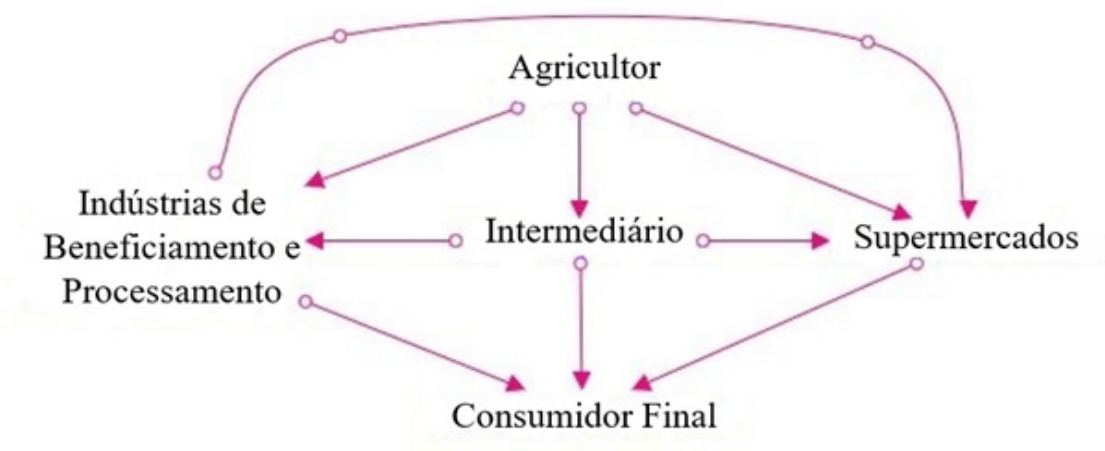 Agricultor
Indústrias de
Beneficiamento e
Processamento
Intermediário
Supermercados
Consumidor Final